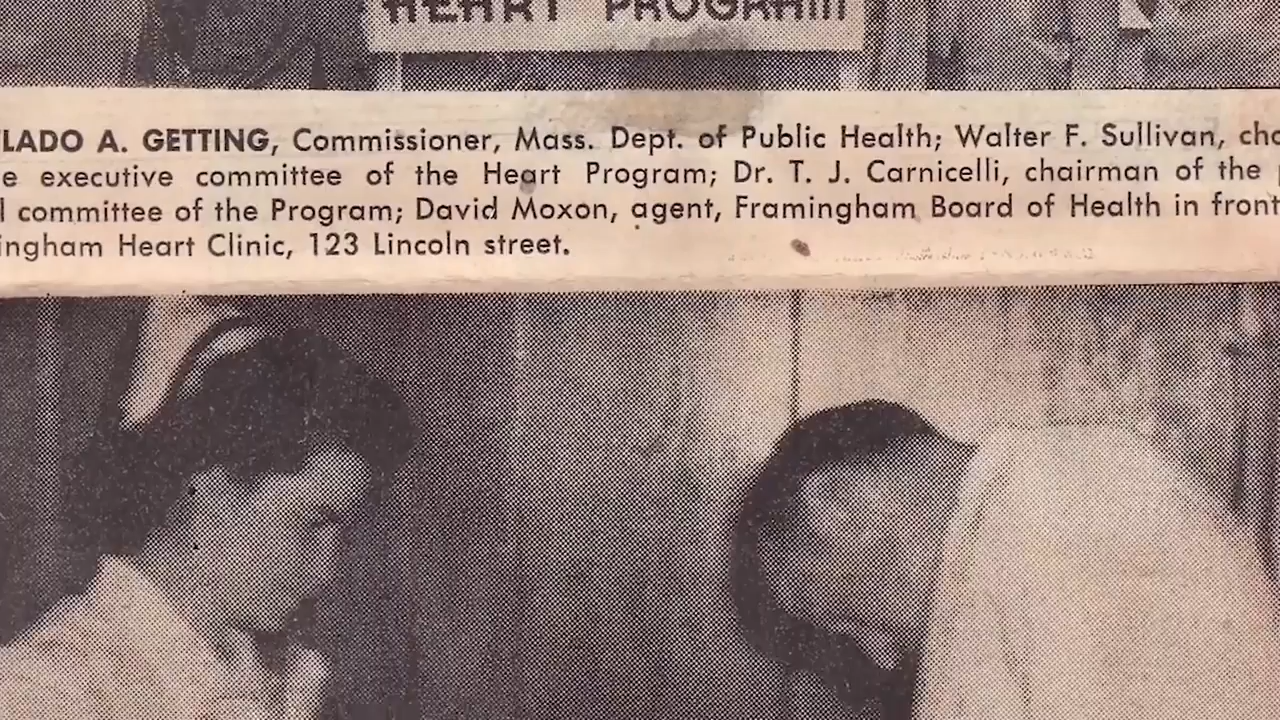 HEART PROGRAM
LADO A. GETTING, Commissioner, Mass. Dept. of Public Health; Walter F. Sullivan, cha
e executive committee of the Heart Program; Dr. T. J. Carnicelli, chairman of the
l committee of the Program; David Moxon, agent, Framingham Board of Health in front
ingham Heart Clinic, 123 Lincoln street.